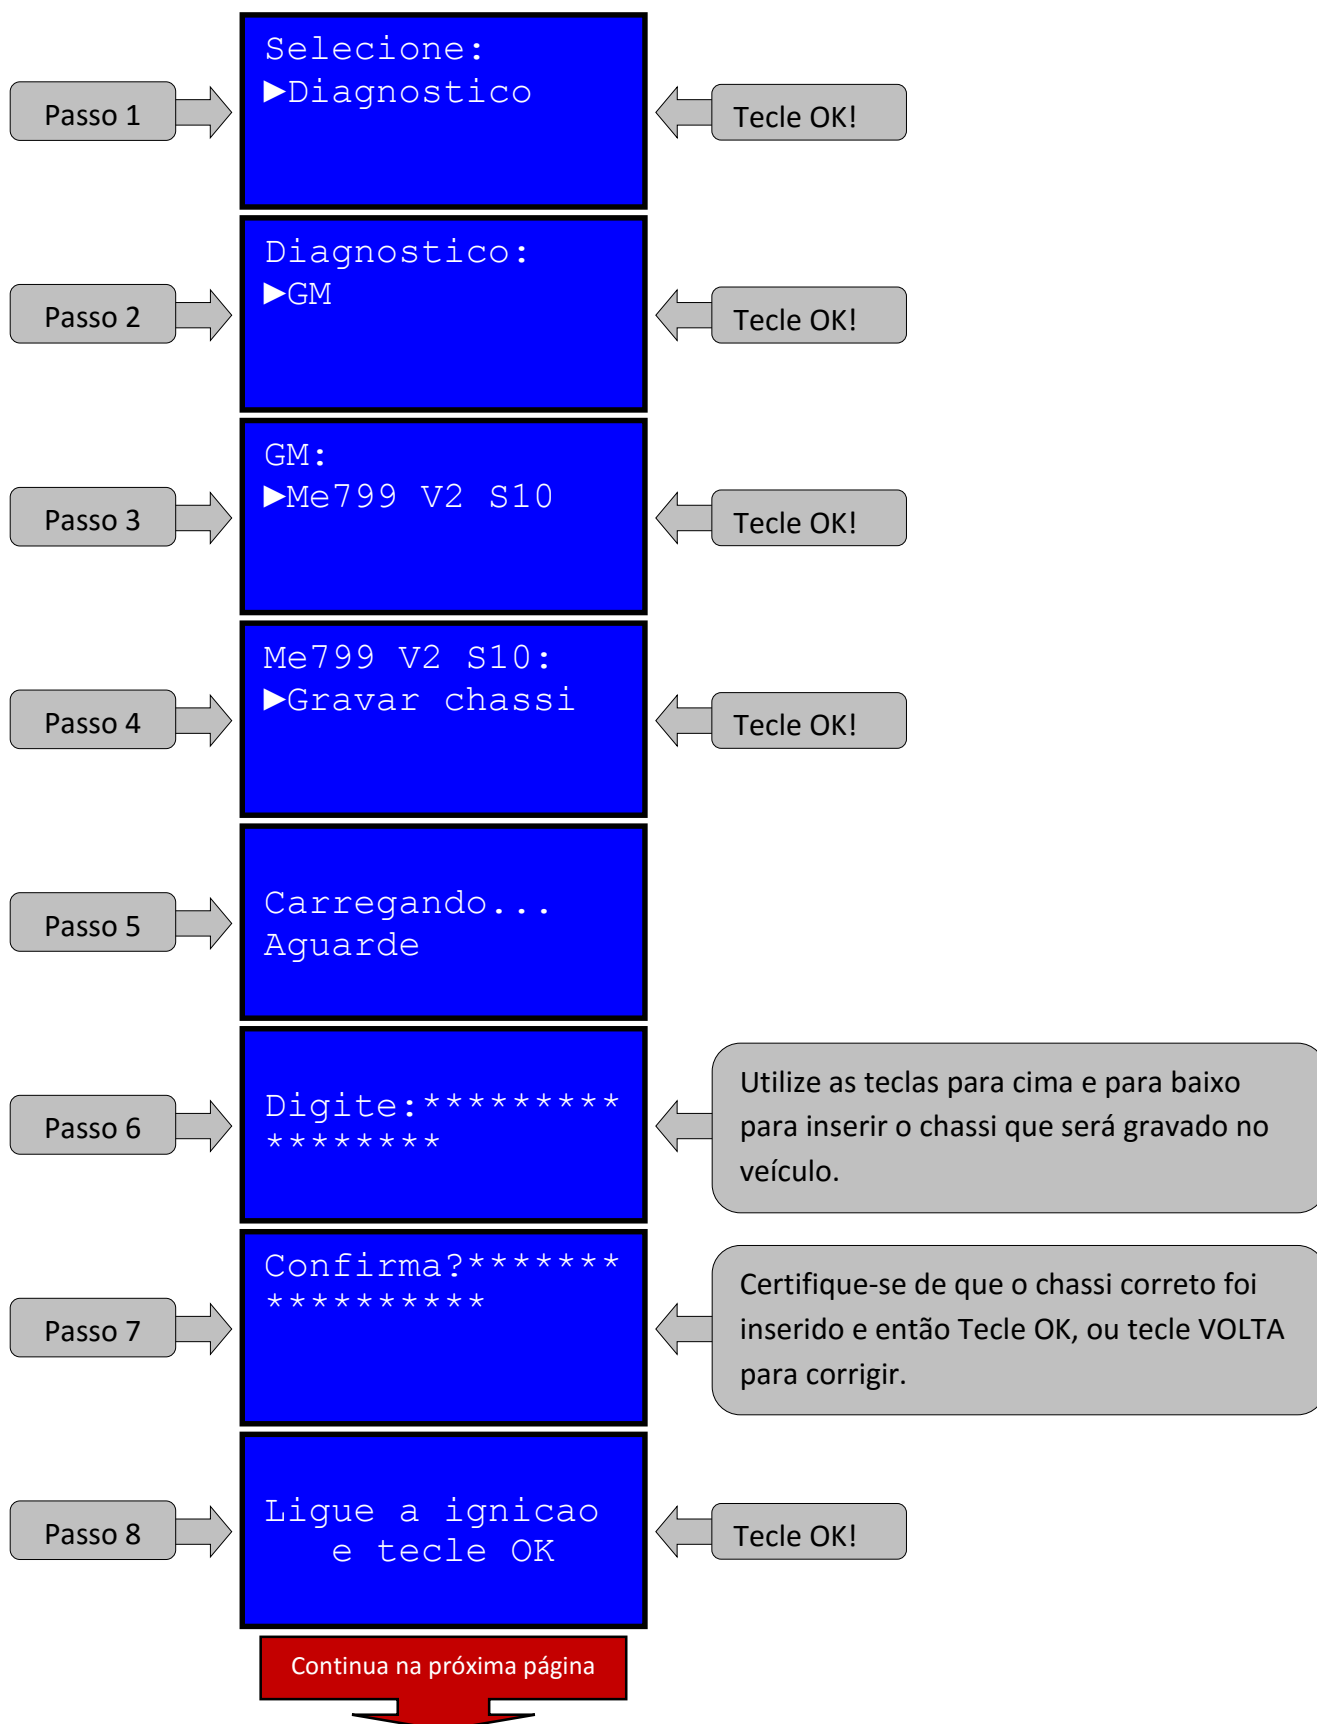 Passo 1
Selecione:
►Diagnostico
Tecle OK!
Passo 2
Diagnostico:
►GM
Tecle OK!
Passo 3
GM:
►Me799 V2 S10
Tecle OK!
Passo 4
Me799 V2 S10:
►Gravar chassi
Tecle OK!
Passo 5
Carregando...
Aguarde
Passo 6
Digite:*********
********
Utilize as teclas para cima e para baixo
para inserir o chassi que será gravado no
veículo.
Passo 7
Confirma?*******
**********
Certifique-se de que o chassi correto foi
inserido e então Tecle OK, ou tecle VOLTA
para corrigir.
Passo 8
Ligue a ignicao
e tecle OK
Tecle OK!
Continua na próxima página